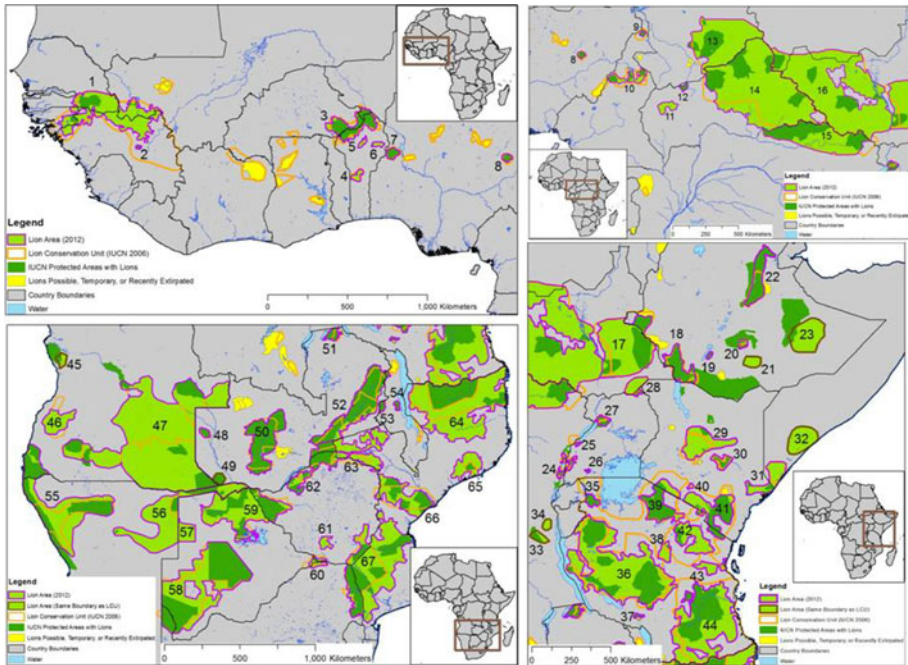 1
2
3
4
5
6
7
8
Legend
Lion Area (2012)
Lion Conservation Unit (IUCN 2006)
IUCN Protected Areas with Lions
Lions Possible, Temporary, or Recently Extirpated
Country Boundaries
Water
0 500 1,000 Kilometers
8
9
10
11
12
13
14
15
16
Legend
Lion Area (2012)
Lion Conservation Unit (IUCN 2006)
IUCN Protected Areas with Lions
Lions Possible, Temporary, or Recently Extirpated
Country Boundaries
Water
0 250 500 Kilometers
45
46
47
48
49
50
51
52
53
54
55
56
57
58
59
60
61
62
63
64
65
66
67
Legend
Lion Area (2012)
Lion Area (Same Boundary as LCU)
Lion Conservation Unit (IUCN 2006)
IUCN Protected Areas with Lions
Lions Possible, Temporary, or Recently Extirpated
Country Boundaries
Water
0 500 1,000 Kilometers
17
18
19
20
21
22
23
24
25
26
27
28
29
30
31
32
33
34
35
36
37
38
39
40
41
42
43
44
Legend
Lion Area (2012)
Lion Area (Same Boundary as LCU)
Lion Conservation Unit (IUCN 2006)
IUCN Protected Areas with Lions
Lions Possible, Temporary, or Recently Extirpated
Country Boundaries
Water
0 250 500 Kilometers